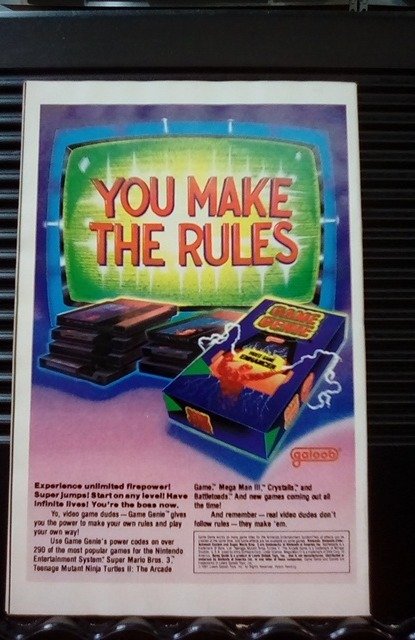 YOU MAKE
THE RULES
GAME
GENIE
galoob
Experience unlimited firepower!
Super jumps! Start on any level! Have
infinite lives! You're the boss now.
Yo, video game dudes — Game Genie™ gives
you the power to make your own rules and play
your own way!
Use Game Genie's power codes on over
290 of the most popular games for the Nintendo
Entertainment System® Super Mario Bros. 3,™
Teenage Mutant Ninja Turtles II: The Arcade
Game,™ Mega Man III,™ Crystalis,™ and
Battletoads.™ And new games coming out all
the time!
And remember — real video dudes don't
follow rules — they make 'em.